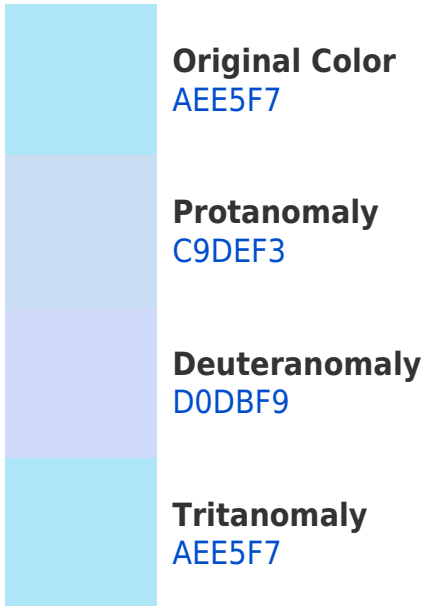 Original Color
AEE5F7
Protanomaly
C9DEF3
Deuteranomaly
D0DBF9
Tritanomaly
AEE5F7